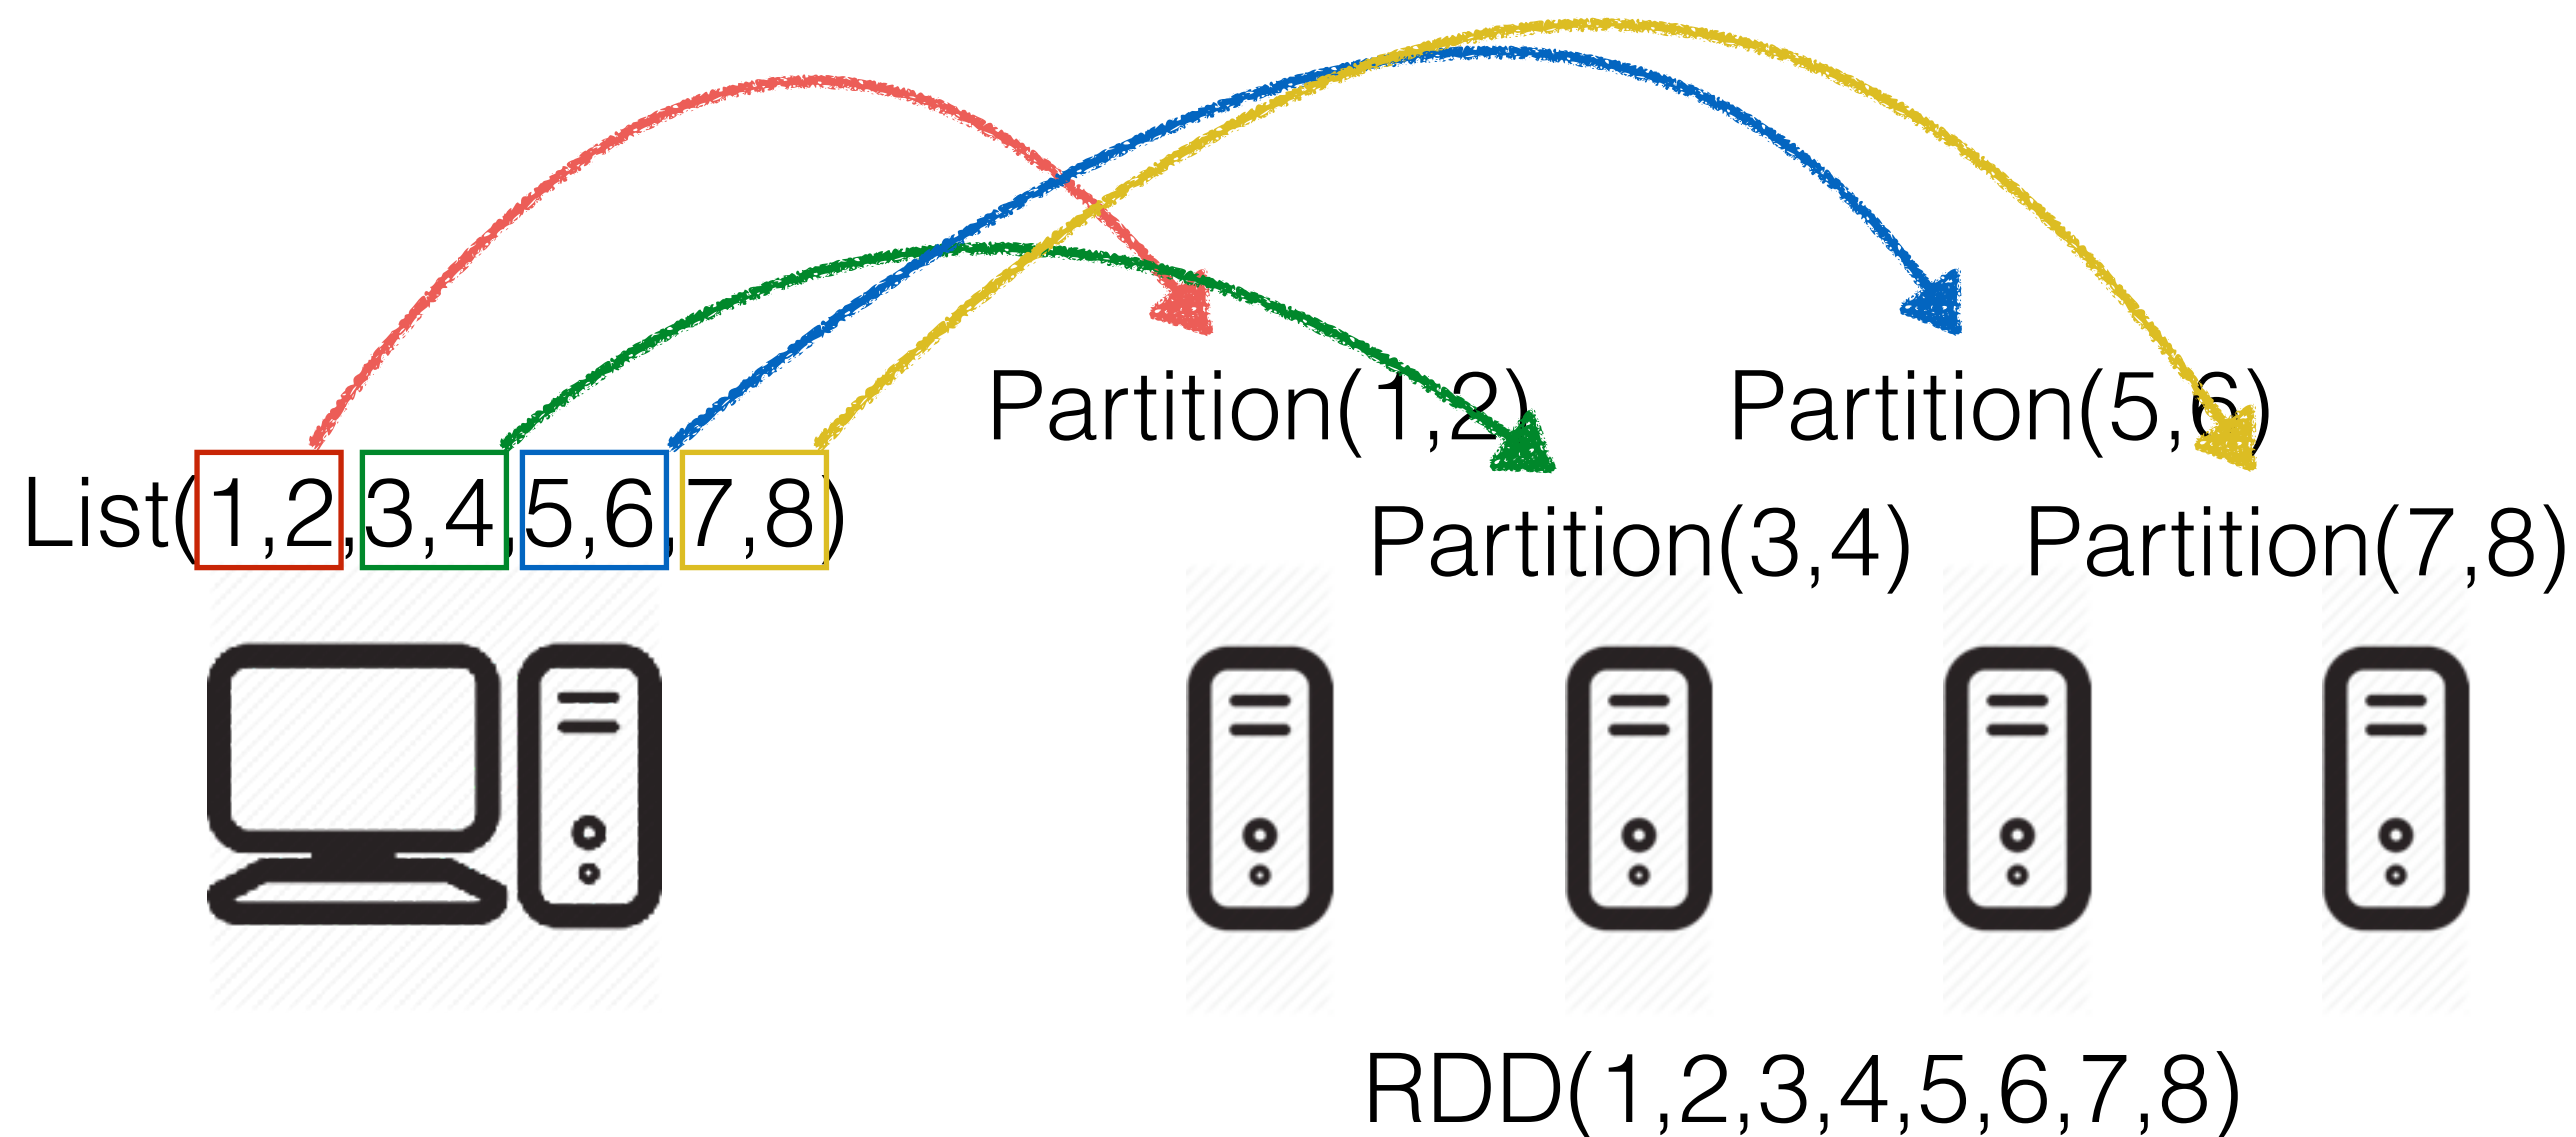 Partition(1,2)
Partition(5,6)
List(1,2,3,4,5,6,7,8)
Partition(3,4)
Partition(7,8)
RDD(1,2,3,4,5,6,7,8)